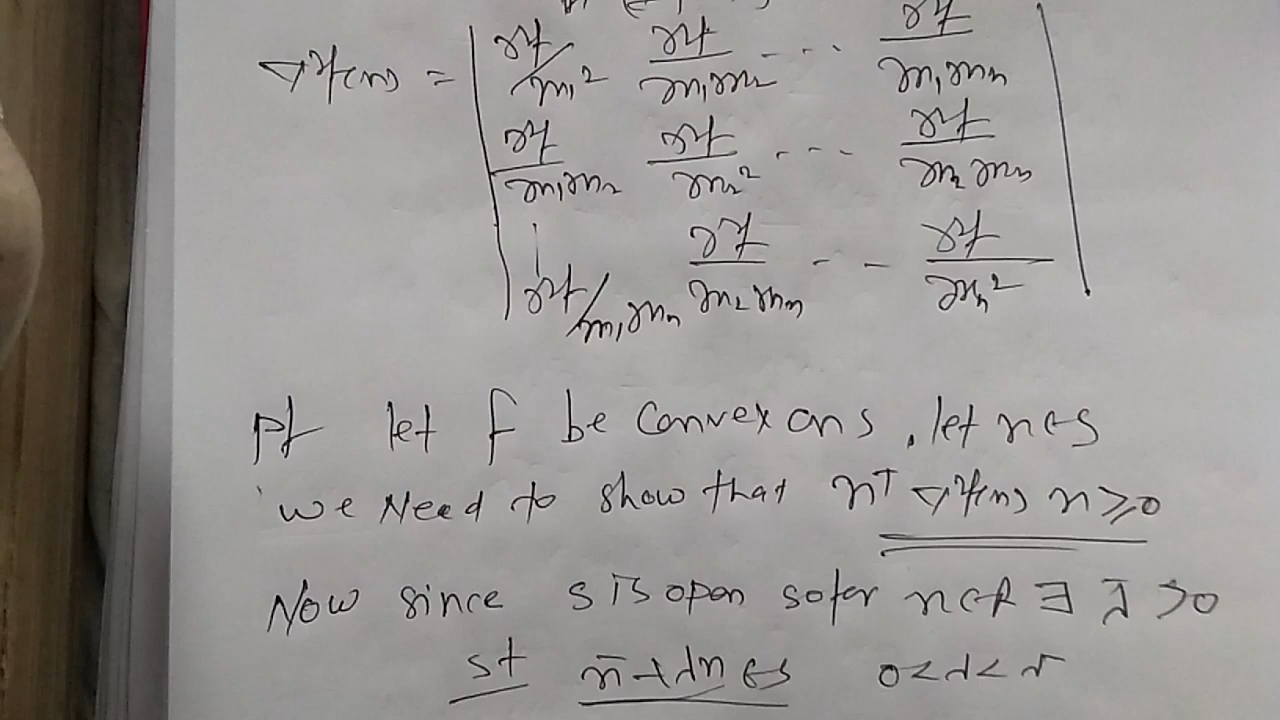 ∇²f(x) = | ∂²f/∂x₁² ∂²f/∂x₁∂x₂ --- ∂²f/∂x₁∂xₙ |
∂²f/∂x₁∂x₂ ∂²f/∂x₂² --- ∂²f/∂x₂∂xₙ
∂²f/∂x₁∂xₙ ∂²f/∂x₂∂xₙ -- ∂²f/∂xₙ²
Pf let f be convex on S, let x̄ ∈ S
we Need to show that xᵀ ∇²f(x̄) x ≥ 0
Now since S is open so for x ∈ Rⁿ ∃ λ̄ > 0
st x̄ + λx ∈ S 0 < λ < λ̄